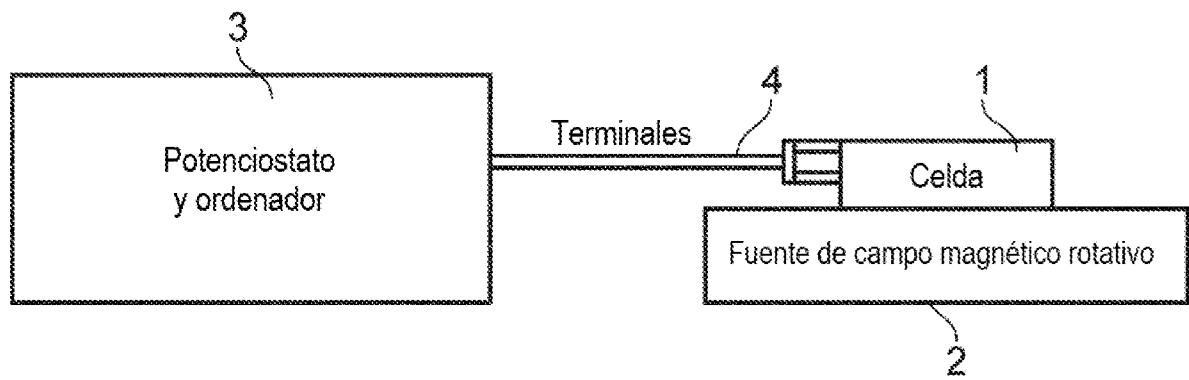 3
Potenciostato
y ordenador
Terminales
4
1
Celda
Fuente de campo magnético rotativo
2